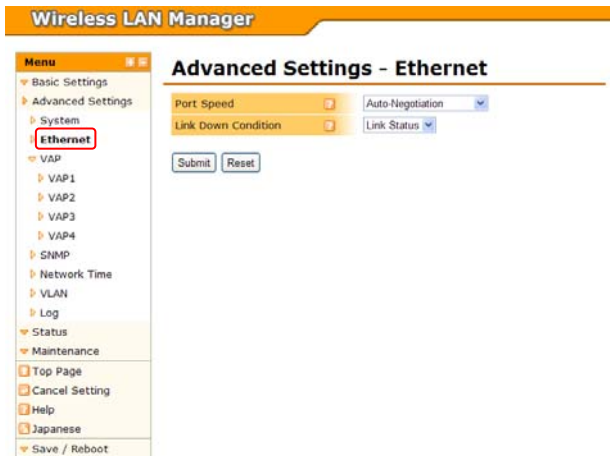 Wireless LAN Manager
Menu
Basic Settings
Advanced Settings
System
Ethernet
VAP
VAP1
VAP2
VAP3
VAP4
SNMP
Network Time
VLAN
Log
Status
Maintenance
Top Page
Cancel Setting
Help
Japanese
Save / Reboot
Advanced Settings - Ethernet
Port Speed ? Auto-Negotiation
Link Down Condition ? Link Status
Submit Reset